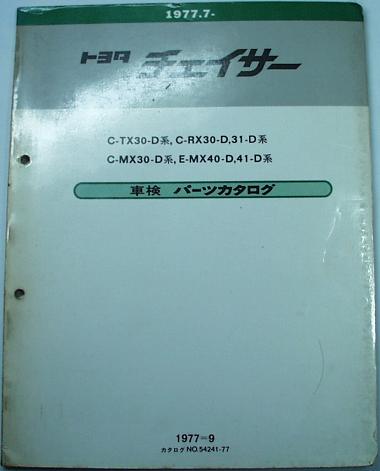 1977.7-
トヨタ チェイサー
C-TX30-D系, C-RX30-D,31-D系
C-MX30-D系, E-MX40-D,41-D系
車検 パーツカタログ
1977−9
カタログ NO.54241-77